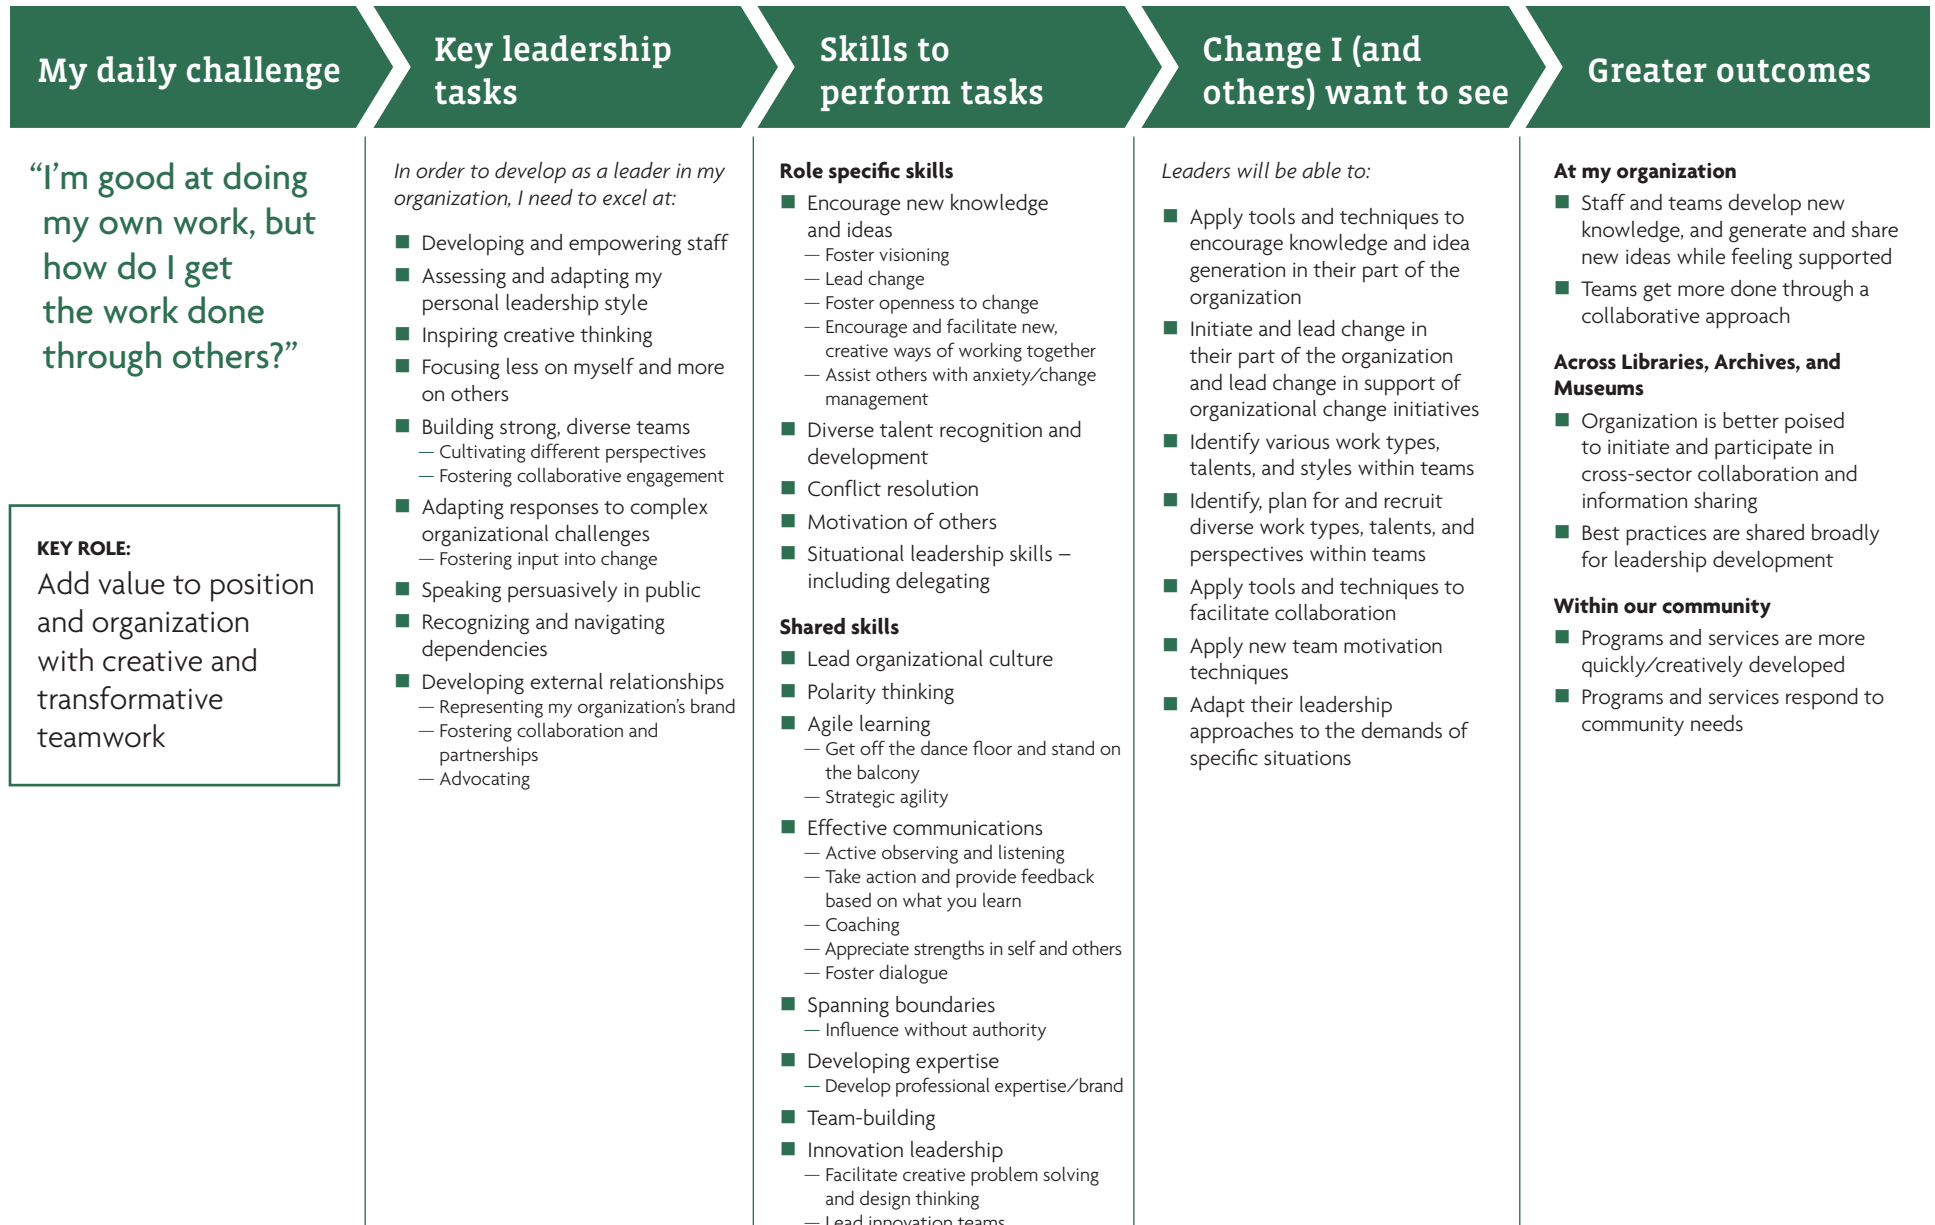 My daily challenge
Key leadership
tasks
Skills to
perform tasks
Change I (and
others) want to see
Greater outcomes
“I’m good at doing
my own work, but
how do I get
the work done
through others?”
KEY ROLE:
Add value to position
and organization
with creative and
transformative
teamwork
In order to develop as a leader in my
organization, I need to excel at:
■ Developing and empowering staff
■ Assessing and adapting my
personal leadership style
■ Inspiring creative thinking
■ Focusing less on myself and more
on others
■ Building strong, diverse teams
— Cultivating different perspectives
— Fostering collaborative engagement
■ Adapting responses to complex
organizational challenges
— Fostering input into change
■ Speaking persuasively in public
■ Recognizing and navigating
dependencies
■ Developing external relationships
— Representing my organization’s brand
— Fostering collaboration and
partnerships
— Advocating
Role specific skills
■ Encourage new knowledge
and ideas
— Foster visioning
— Lead change
— Foster openness to change
— Encourage and facilitate new,
creative ways of working together
— Assist others with anxiety/change
management
■ Diverse talent recognition and
development
■ Conflict resolution
■ Motivation of others
■ Situational leadership skills –
including delegating
Shared skills
■ Lead organizational culture
■ Polarity thinking
■ Agile learning
— Get off the dance floor and stand on
the balcony
— Strategic agility
■ Effective communications
— Active observing and listening
— Take action and provide feedback
based on what you learn
— Coaching
— Appreciate strengths in self and others
— Foster dialogue
■ Spanning boundaries
— Influence without authority
■ Developing expertise
— Develop professional expertise/brand
■ Team-building
■ Innovation leadership
— Facilitate creative problem solving
and design thinking
— Lead innovation teams
Leaders will be able to:
■ Apply tools and techniques to
encourage knowledge and idea
generation in their part of the
organization
■ Initiate and lead change in
their part of the organization
and lead change in support of
organizational change initiatives
■ Identify various work types,
talents, and styles within teams
■ Identify, plan for and recruit
diverse work types, talents, and
perspectives within teams
■ Apply tools and techniques to
facilitate collaboration
■ Apply new team motivation
techniques
■ Adapt their leadership
approaches to the demands of
specific situations
At my organization
■ Staff and teams develop new
knowledge, and generate and share
new ideas while feeling supported
■ Teams get more done through a
collaborative approach
Across Libraries, Archives, and
Museums
■ Organization is better poised
to initiate and participate in
cross-sector collaboration and
information sharing
■ Best practices are shared broadly
for leadership development
Within our community
■ Programs and services are more
quickly/creatively developed
■ Programs and services respond to
community needs